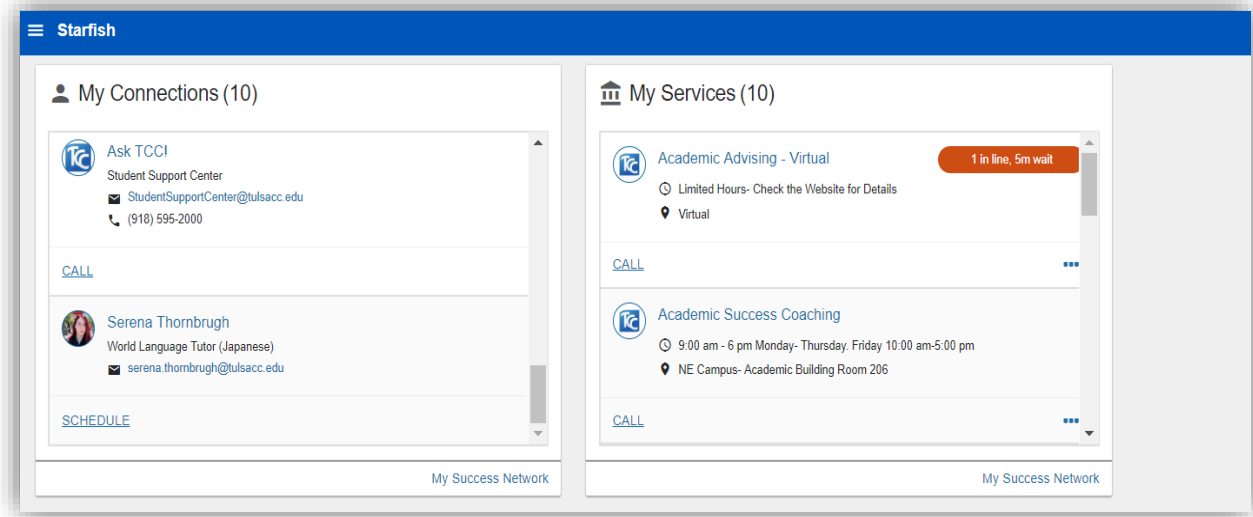 Starfish
My Connections (10)
TCC
Ask TCC!
Student Support Center
StudentSupportCenter@tulsacc.edu
(918) 595-2000
CALL
Serena Thornbrugh
World Language Tutor (Japanese)
serena.thornbrugh@tulsacc.edu
SCHEDULE
My Success Network
My Services (10)
TCC
Academic Advising - Virtual
1 in line, 5m wait
Limited Hours- Check the Website for Details
Virtual
CALL
TCC
Academic Success Coaching
9:00 am - 6 pm Monday- Thursday. Friday 10:00 am-5:00 pm
NE Campus- Academic Building Room 206
CALL
My Success Network